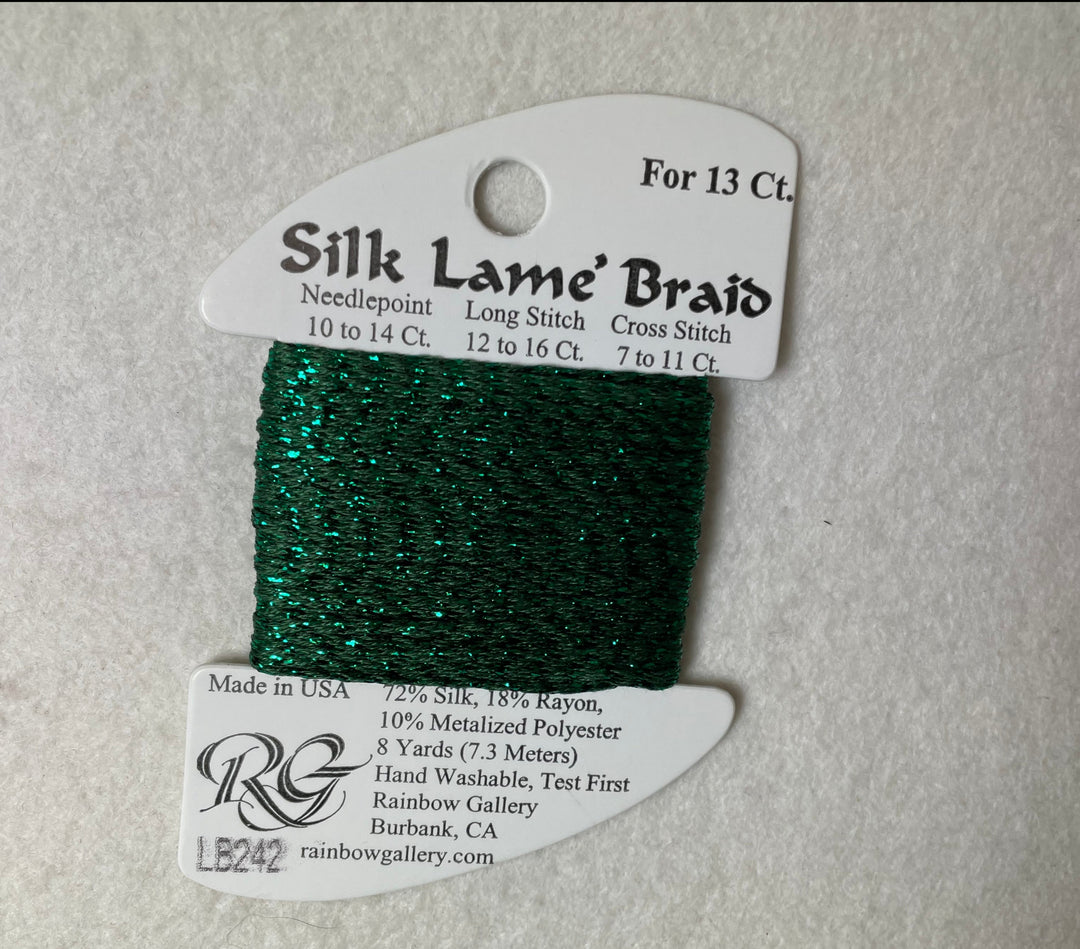 For 13 Ct.
Silk Lame' Braid
Needlepoint Long Stitch Cross Stitch
10 to 14 Ct. 12 to 16 Ct. 7 to 11 Ct.
Made in USA
72% Silk, 18% Rayon,
10% Metalized Polyester
8 Yards (7.3 Meters)
Hand Washable, Test First
Rainbow Gallery
Burbank, CA
rainbowgallery.com
RG
LB242